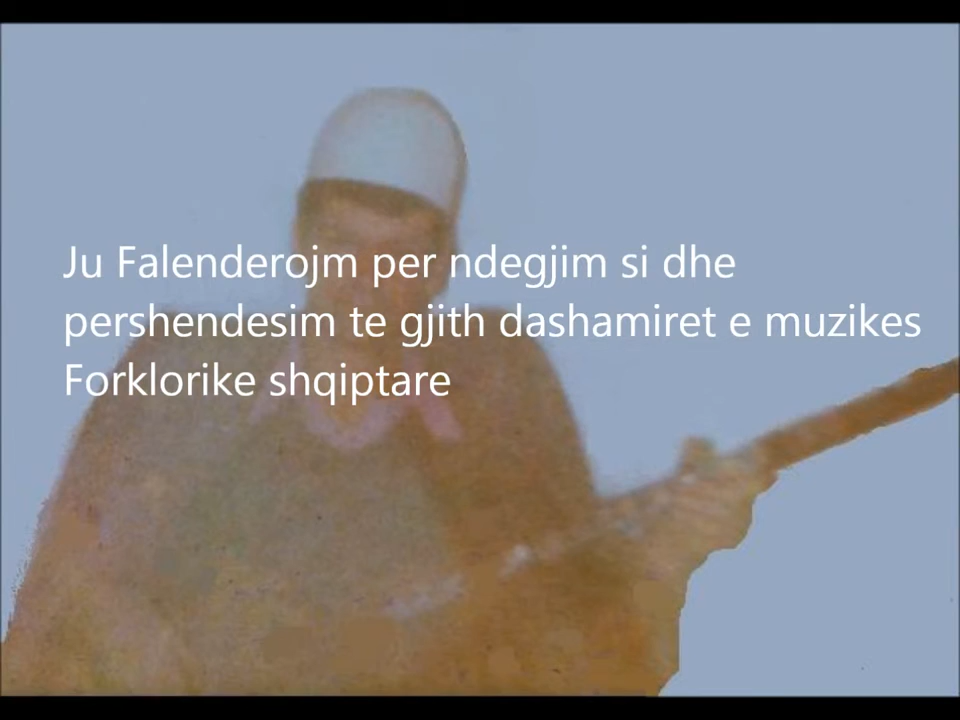 Ju Falenderojm per ndegjim si dhe
pershendesim te gjith dashamiret e muzikes
Forklorike shqiptare